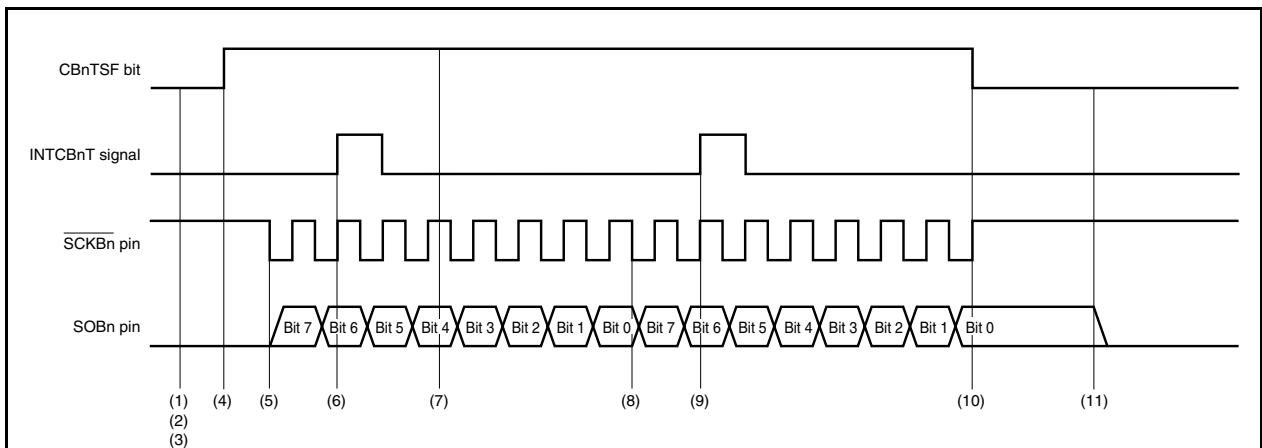 CBnTSF bit
INTCBnT signal
SCKBn pin
SOBn pin
Bit 7 Bit 6 Bit 5 Bit 4 Bit 3 Bit 2 Bit 1 Bit 0 Bit 7 Bit 6 Bit 5 Bit 4 Bit 3 Bit 2 Bit 1 Bit 0
(1) (4) (5) (6) (7) (8) (9) (10) (11)
(2)
(3)